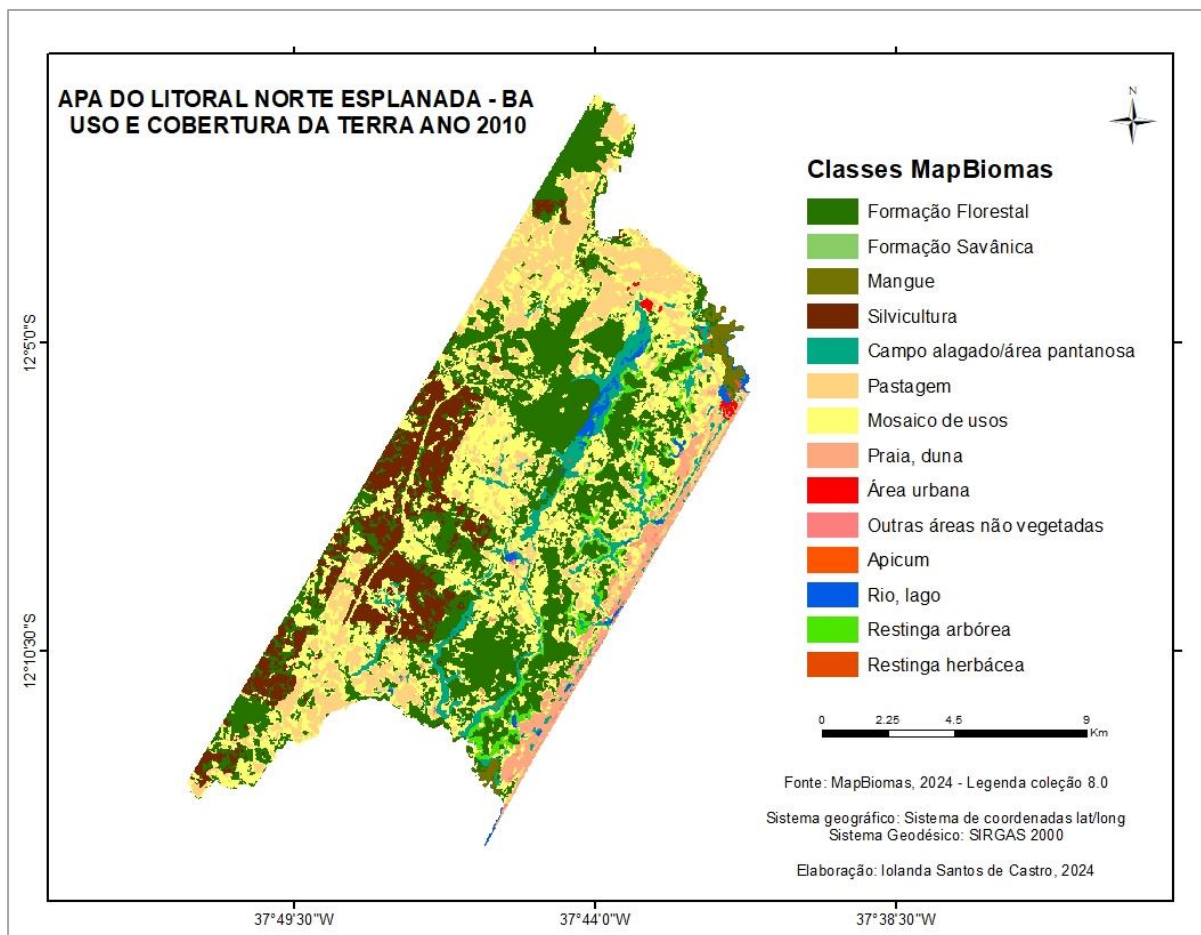 APA DO LITORAL NORTE ESPLANADA - BA
USO E COBERTURA DA TERRA ANO 2010
N
Classes MapBiomas
Formação Florestal
Formação Savânica
Mangue
Silvicultura
Campo alagado/área pantanosa
Pastagem
Mosaico de usos
Praia, duna
Área urbana
Outras áreas não vegetadas
Apicum
Rio, lago
Restinga arbórea
Restinga herbácea
0 2.25 4.5 9
Km
Fonte: MapBiomas, 2024 - Legenda coleção 8.0
Sistema geográfico: Sistema de coordenadas lat/long
Sistema Geodésico: SIRGAS 2000
Elaboração: Iolanda Santos de Castro, 2024
12°5'0"S
12°10'30"S
37°49'30"W 37°44'0"W 37°38'30"W